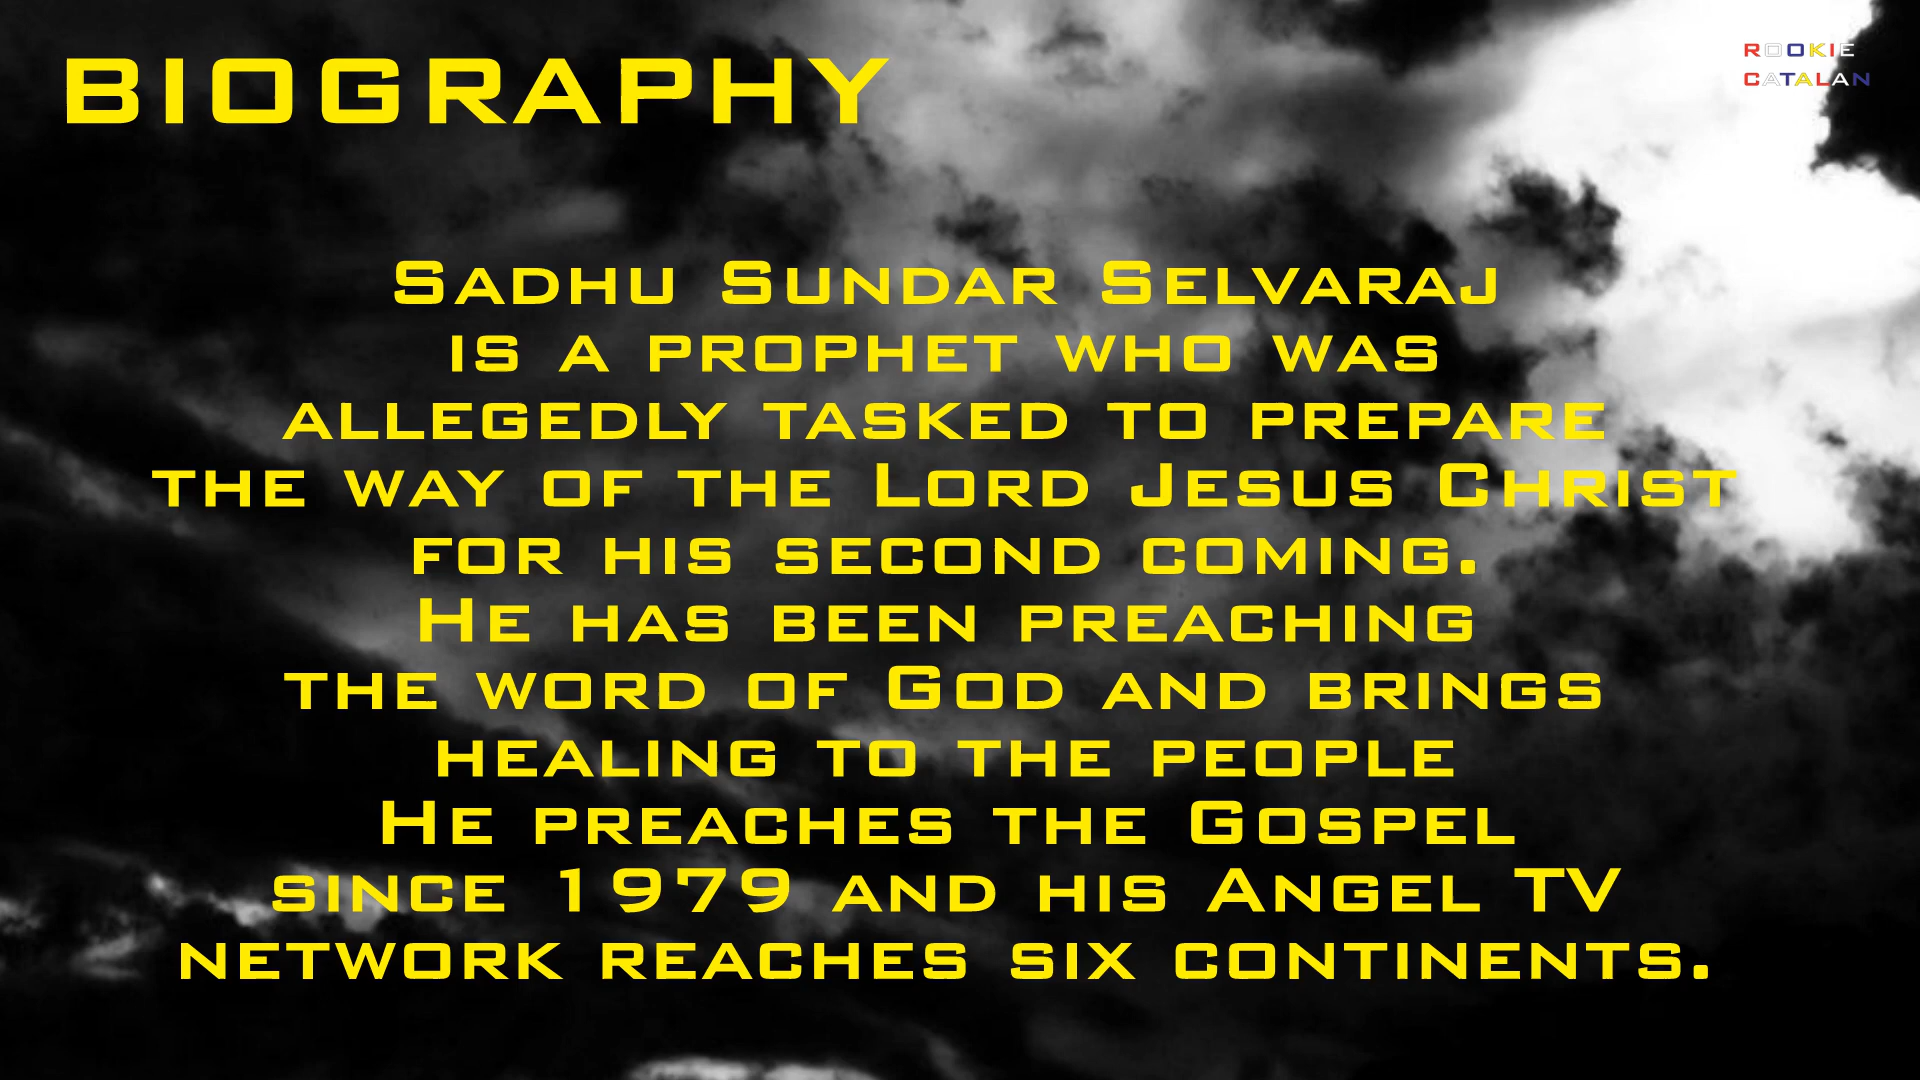 BIOGRAPHY
ROOKIE
CATALAN
Sadhu Sundar Selvaraj
is a prophet who was
allegedly tasked to prepare
the way of the Lord Jesus Christ
for his second coming.
He has been preaching
the word of God and brings
healing to the people
He preaches the Gospel
since 1979 and his Angel TV
network reaches six continents.